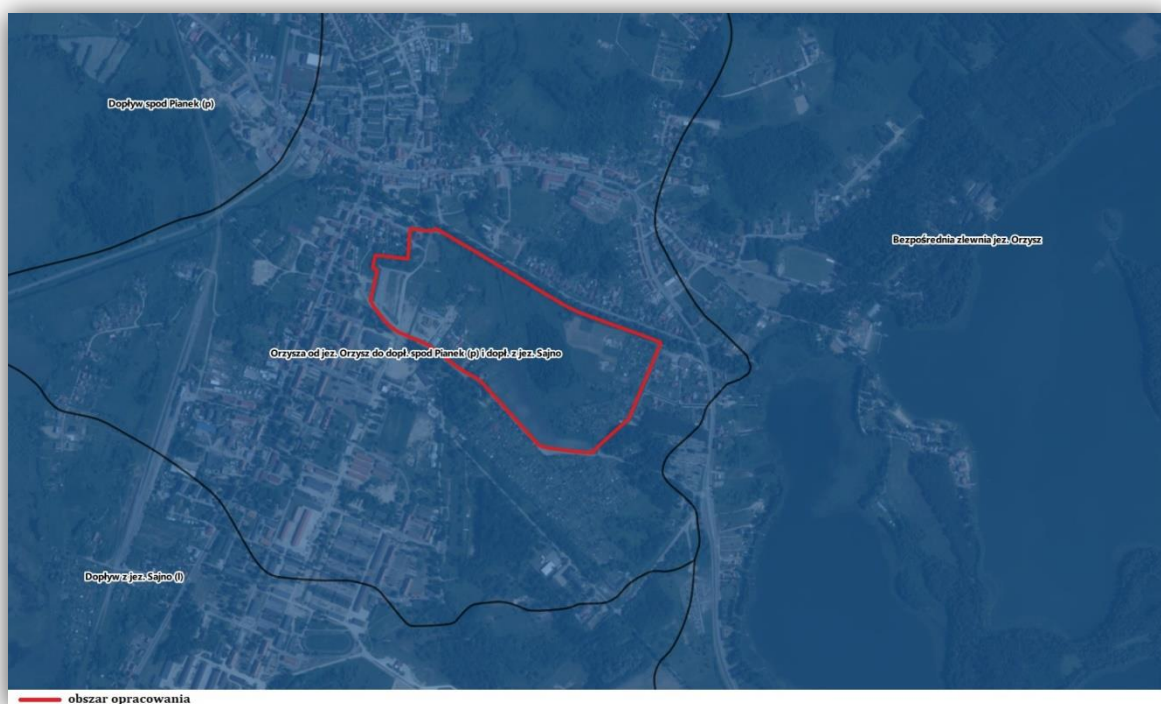 Dopływ spod Pianek (p)
Bezpośrednia zlewnia jez. Orzysz
Orzysza od jez. Orzysz do dopł. spod Pianek (p) i dopł. z jez. Sajno
Dopływ z jez. Sajno (l)
obszar opracowania